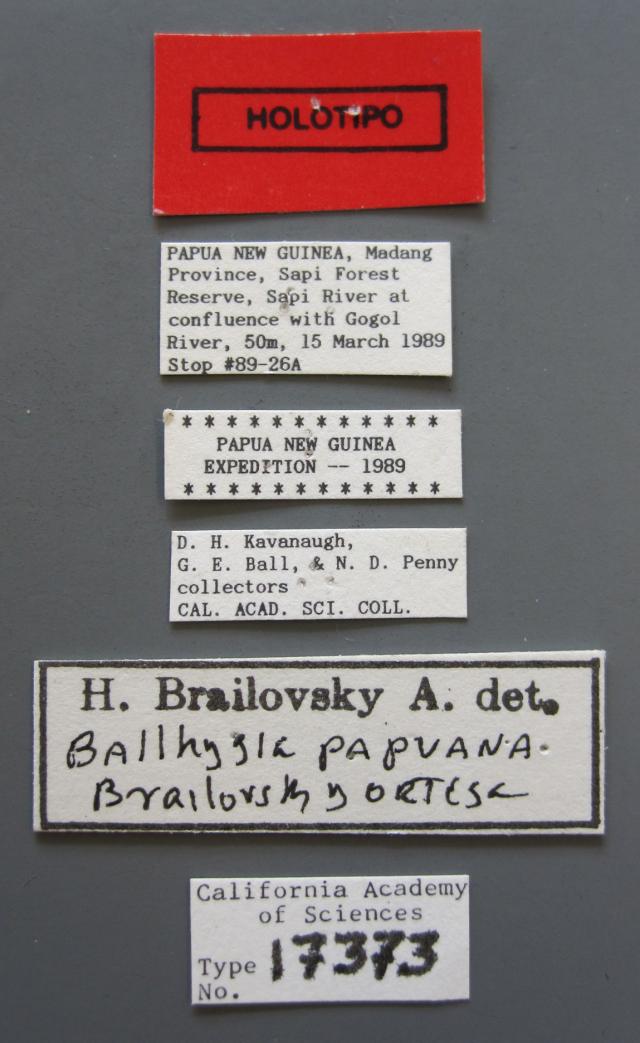 HOLOTIPO
PAPUA NEW GUINEA, Madang
Province, Sapi Forest
Reserve, Sapi River at
confluence with Gogol
River, 50m, 15 March 1989
Stop #89-26A
* * * * * * * * * * * *
PAPUA NEW GUINEA
EXPEDITION -- 1989
* * * * * * * * * * * *
D. H. Kavanaugh,
G. E. Ball, & N. D. Penny
collectors
CAL. ACAD. SCI. COLL.
H. Brailovsky A. det.
PAPUANA.
Brailovsky y ORTEGA
California Academy
of Sciences
Type 17373
No.